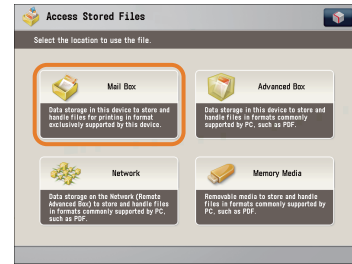 Access Stored Files
Select the location to use the file.
Mail Box
Data storage in this device to store and
handle files for printing in format
exclusively supported by this device.
Advanced Box
Data storage in this device to store and
handle files in formats commonly
supported by PC, such as PDF.
Network
Data storage on the Network (Remote
Advanced Box) to store and handle files
in formats commonly supported by PC,
such as PDF.
Memory Media
Removable media to store and handle
files in formats commonly supported by
PC, such as PDF.